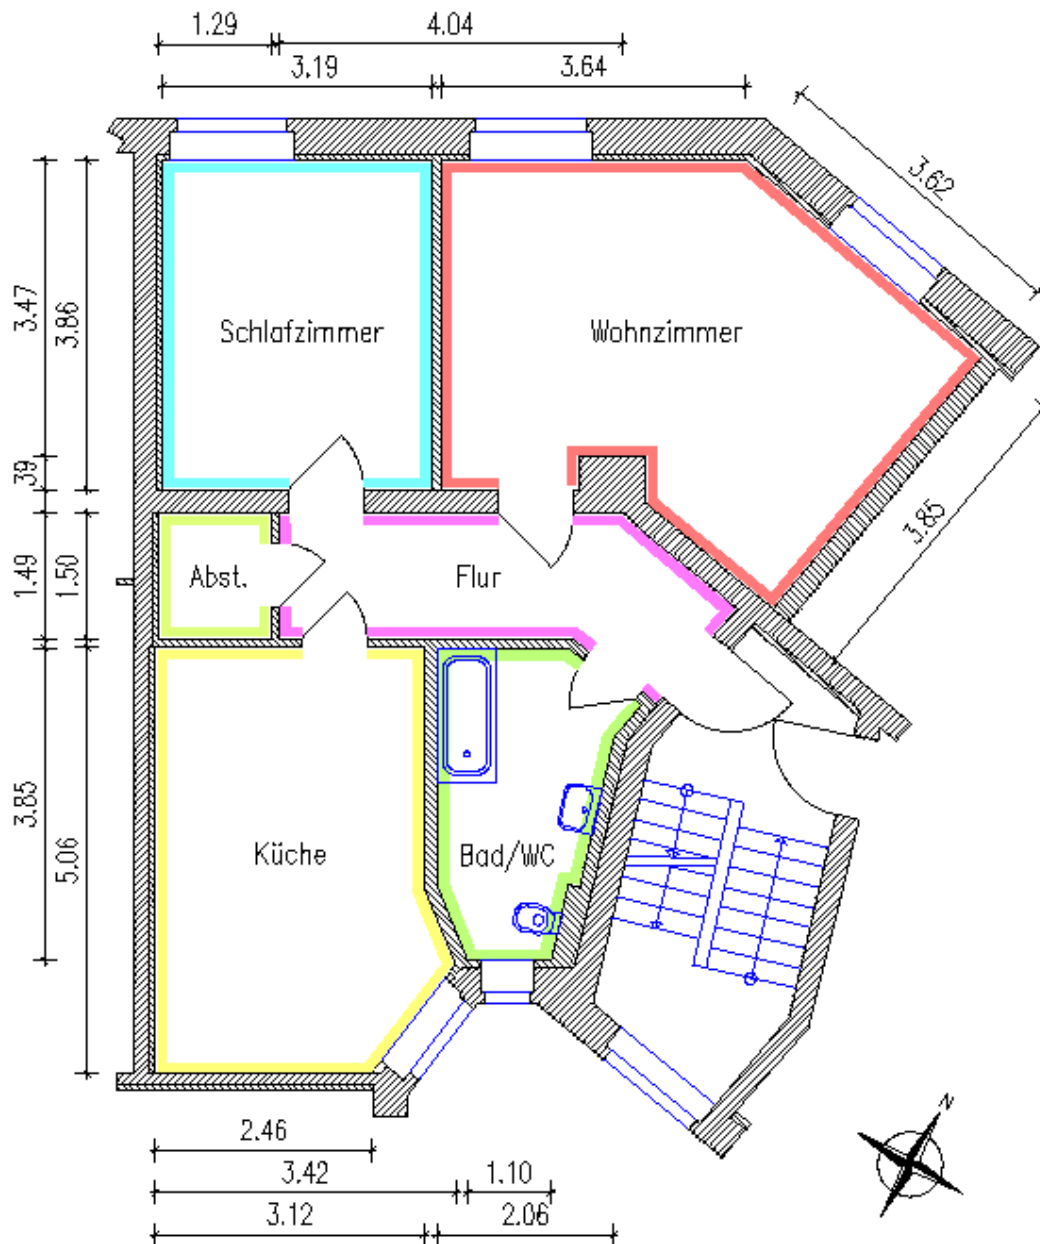 1.29
4.04
3.19
3.64
3.62
3.47
3.86
Schlafzimmer
Wohnzimmer
39
3.85
1.49
1.50
Abst.
Flur
3.85
5.06
Küche
Bad/WC
2.46
3.42
1.10
3.12
2.06
N